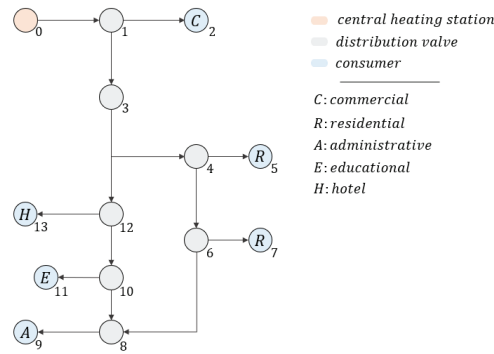 0
1
C
2
3
4
R
5
H
13
12
6
R
7
E
11
10
A
9
8
central heating station
distribution valve
consumer
C: commercial
R: residential
A: administrative
E: educational
H: hotel